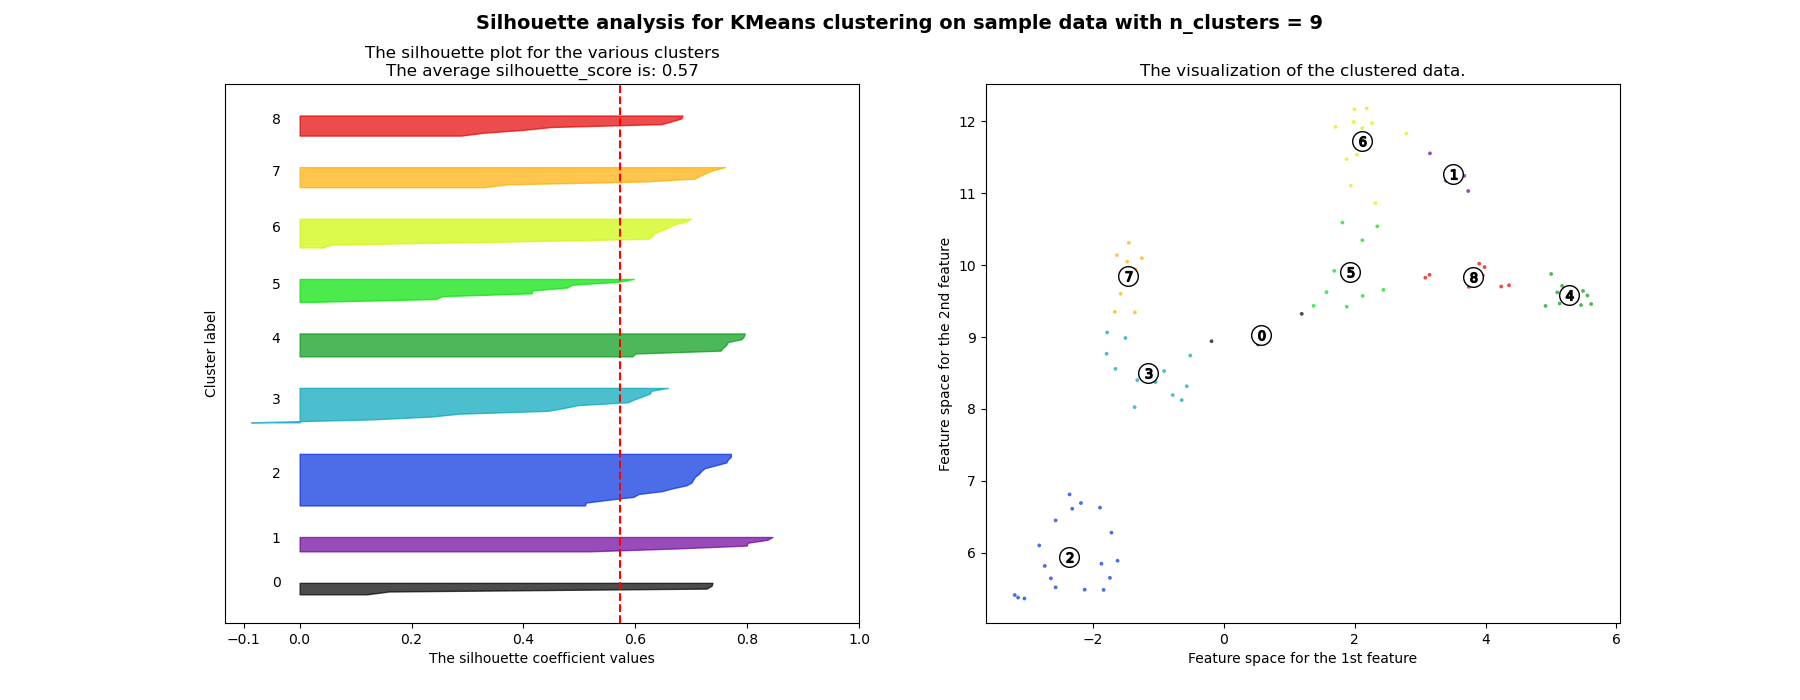 Silhouette analysis for KMeans clustering on sample data with n_clusters = 9
The silhouette plot for the various clusters
The average silhouette_score is: 0.57
8
7
6
5
4
3
2
1
0
Cluster label
−0.1 0.0 0.2 0.4 0.6 0.8 1.0
The silhouette coefficient values
The visualization of the clustered data.
12
11
10
9
8
7
6
Feature space for the 2nd feature
6
1
5
7
8
4
0
3
2
−2 0 2 4 6
Feature space for the 1st feature